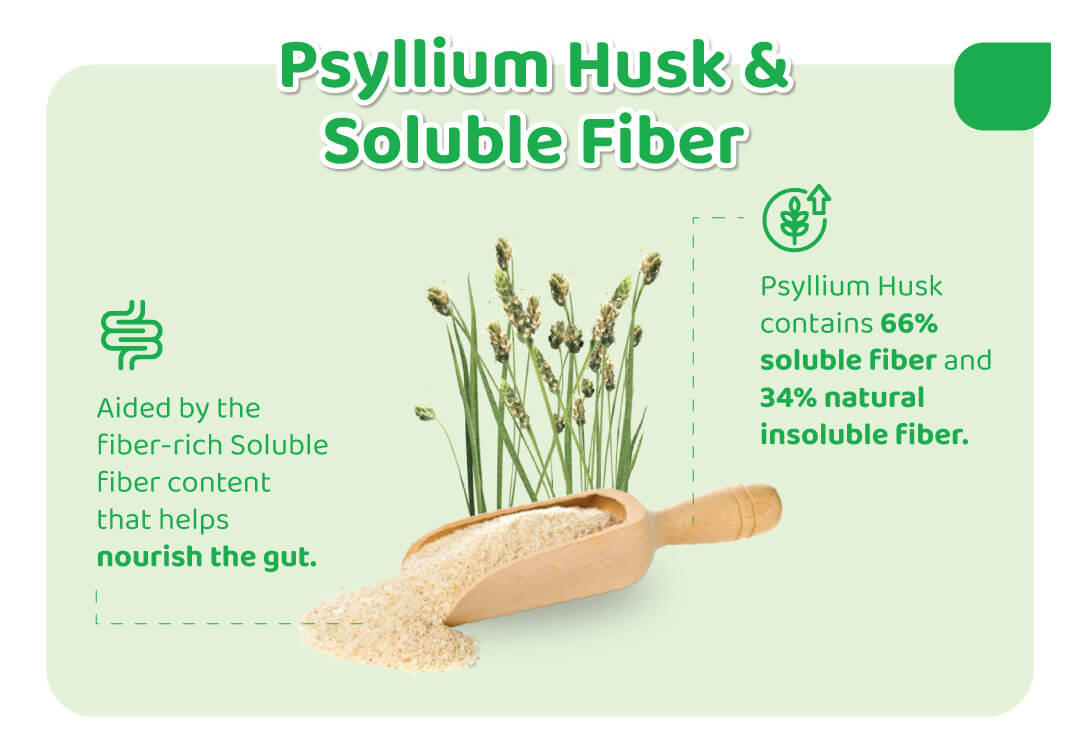 Psyllium Husk &
Soluble Fiber
Aided by the
fiber-rich Soluble
fiber content
that helps
nourish the gut.
Psyllium Husk
contains 66%
soluble fiber and
34% natural
insoluble fiber.